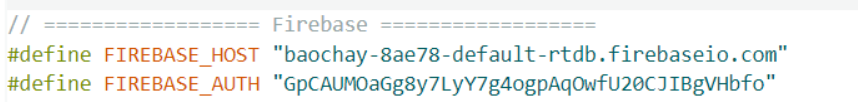 // ================== Firebase ==================
#define FIREBASE_HOST "baochay-8ae78-default-rtdb.firebaseio.com"
#define FIREBASE_AUTH "GpCAUMOaGg8y7LyY7g4ogpAqOwfU20CJIBgVHbfo"